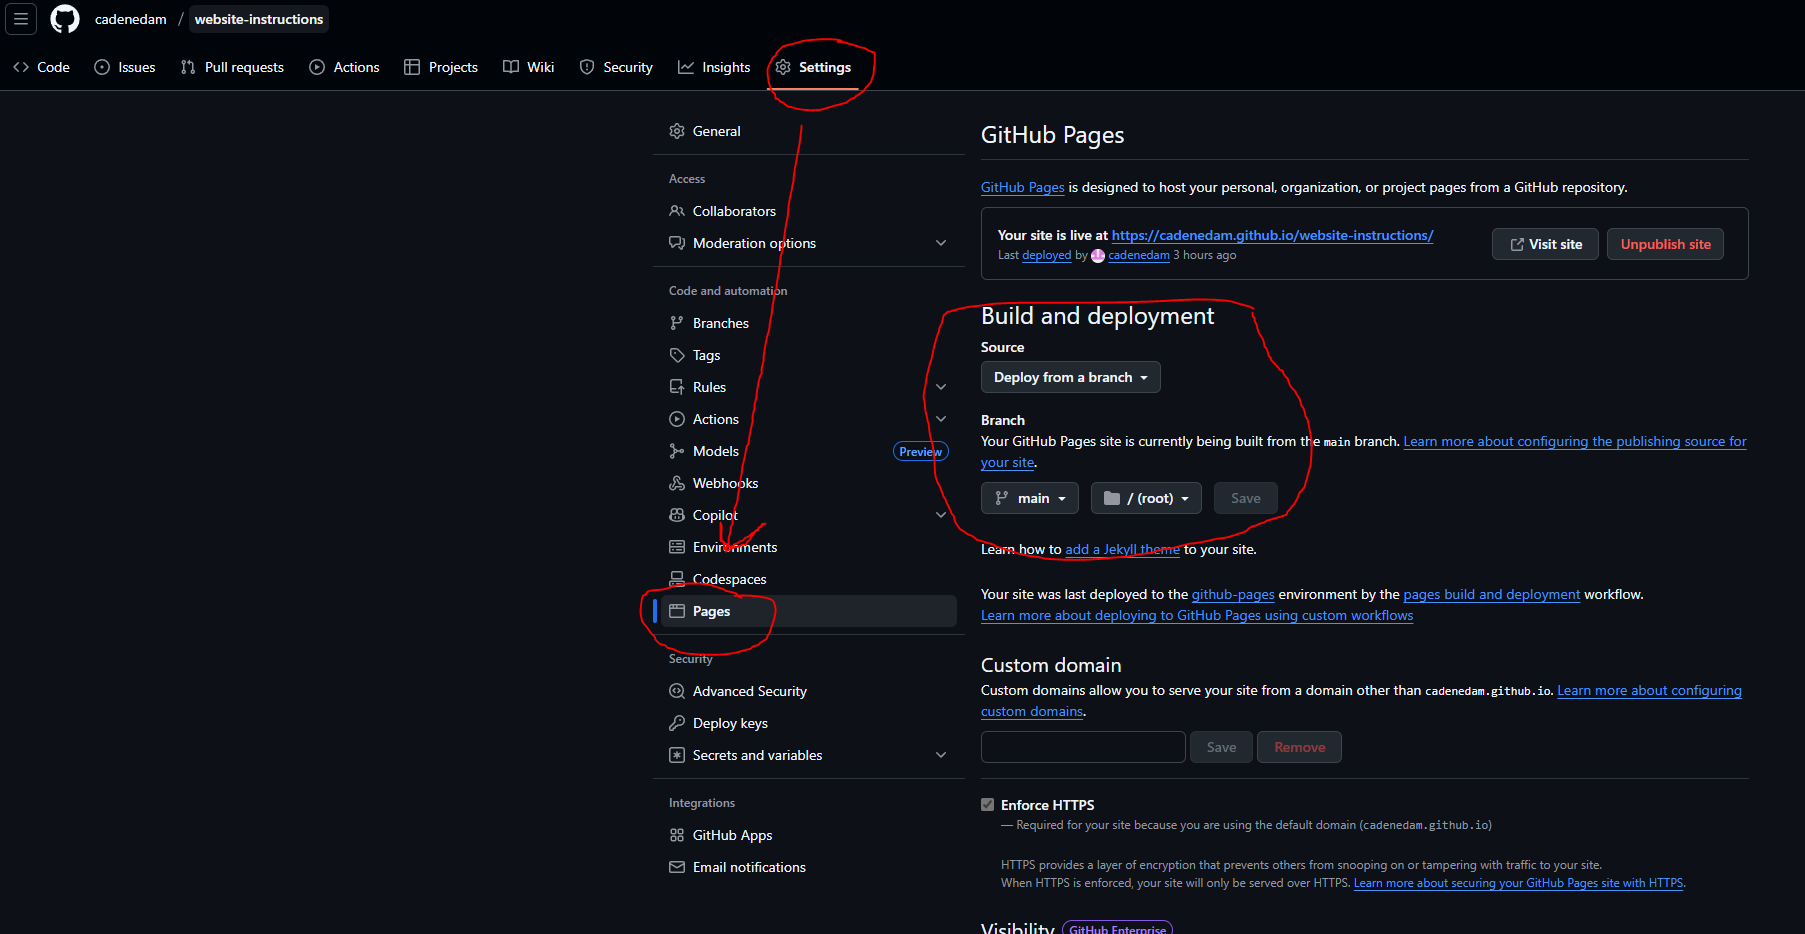 cadenedam / website-instructions
Code Issues Pull requests Actions Projects Wiki Security Insights Settings
General
Access
Collaborators
Moderation options
Code and automation
Branches
Tags
Rules
Actions
Models Preview
Webhooks
Copilot
Environments
Codespaces
Pages
Security
Advanced Security
Deploy keys
Secrets and variables
Integrations
GitHub Apps
Email notifications
GitHub Pages
GitHub Pages is designed to host your personal, organization, or project pages from a GitHub repository.
Your site is live at https://cadenedam.github.io/website-instructions/
Last deployed by cadenedam 3 hours ago
Visit site
Unpublish site
Build and deployment
Source
Deploy from a branch
Branch
Your GitHub Pages site is currently being built from the main branch. Learn more about configuring the publishing source for
your site.
main / (root) Save
Learn how to add a Jekyll theme to your site.
Your site was last deployed to the github-pages environment by the pages build and deployment workflow.
Learn more about deploying to GitHub Pages using custom workflows
Custom domain
Custom domains allow you to serve your site from a domain other than cadenedam.github.io. Learn more about configuring
custom domains.
Save Remove
Enforce HTTPS
— Required for your site because you are using the default domain (cadenedam.github.io)
HTTPS provides a layer of encryption that prevents others from snooping on or tampering with traffic to your site.
When HTTPS is enforced, your site will only be served over HTTPS. Learn more about securing your GitHub Pages site with HTTPS.
Visibility GitHub Enterprise